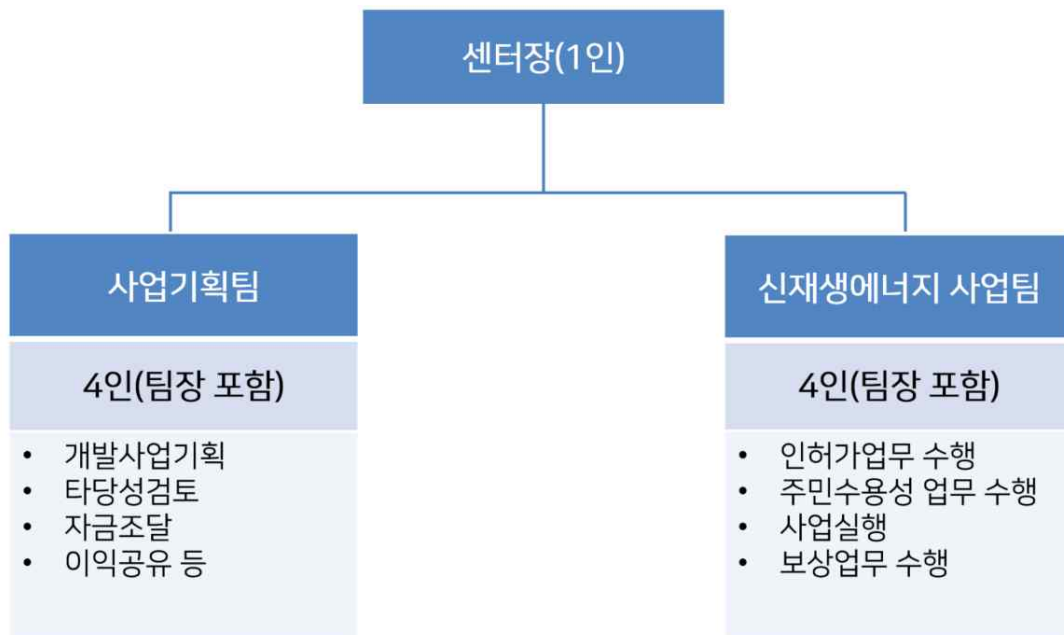 센터장(1인)
사업기획팀
4인(팀장 포함)
• 개발사업기획
• 타당성검토
• 자금조달
• 이익공유 등
신재생에너지 사업팀
4인(팀장 포함)
• 인허가업무 수행
• 주민수용성 업무 수행
• 사업실행
• 보상업무 수행